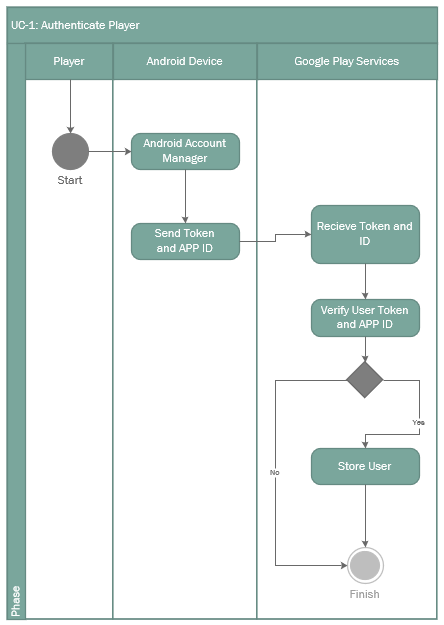 UC-1: Authenticate Player
Player
Android Device
Google Play Services
Start
Android Account
Manager
Send Token
and APP ID
Recieve Token and
ID
Verify User Token
and APP ID
Yes
No
Store User
Finish
Phase